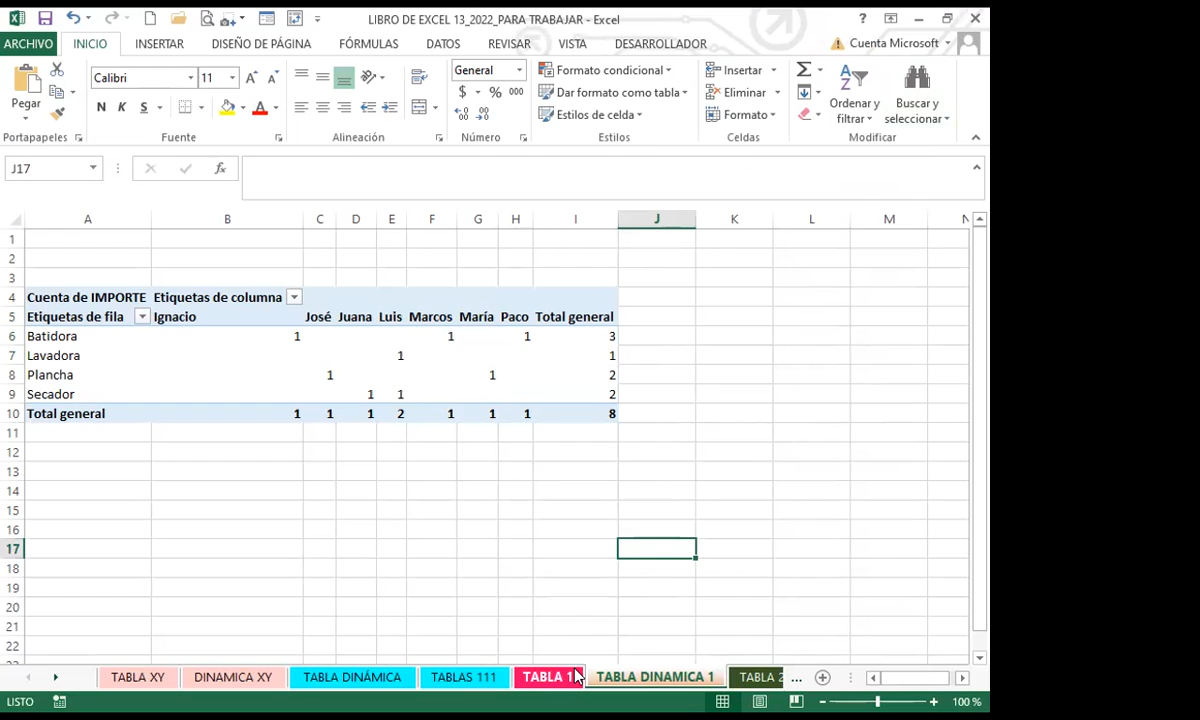 LIBRO DE EXCEL 13_2022_PARA TRABAJAR - Excel
ARCHIVO INICIO INSERTAR DISEÑO DE PÁGINA FÓRMULAS DATOS REVISAR VISTA DESARROLLADOR Cuenta Microsoft
Pegar
Calibri 11
N K S
General
$ % 000
Formato condicional
Dar formato como tabla
Estilos de celda
Insertar
Eliminar
Formato
Ordenar y filtrar
Buscar y seleccionar
Portapapeles Fuente Alineación Número Estilos Celdas Modificar
J17 fx
A B C D E F G H I J K L M N
1
2
3
4 Cuenta de IMPORTE Etiquetas de columna
5 Etiquetas de fila Ignacio José Juana Luis Marcos María Paco Total general
6 Batidora 1 1 1 3
7 Lavadora 1 1
8 Plancha 1 1 2
9 Secador 1 1 2
10 Total general 1 1 1 2 1 1 1 8
11
12
13
14
15
16
17
18
19
20
21
22
TABLA XY DINAMICA XY TABLA DINÁMICA TABLAS 111 TABLA 1 TABLA DINAMICA 1 TABLA 2 ...
LISTO 100 %